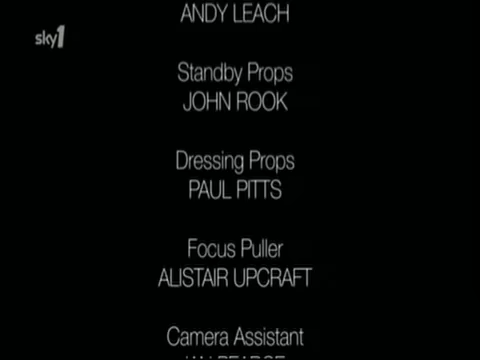 ANDY LEACH
sky1
Standby Props
JOHN ROOK
Dressing Props
PAUL PITTS
Focus Puller
ALISTAIR UPCRAFT
Camera Assistant